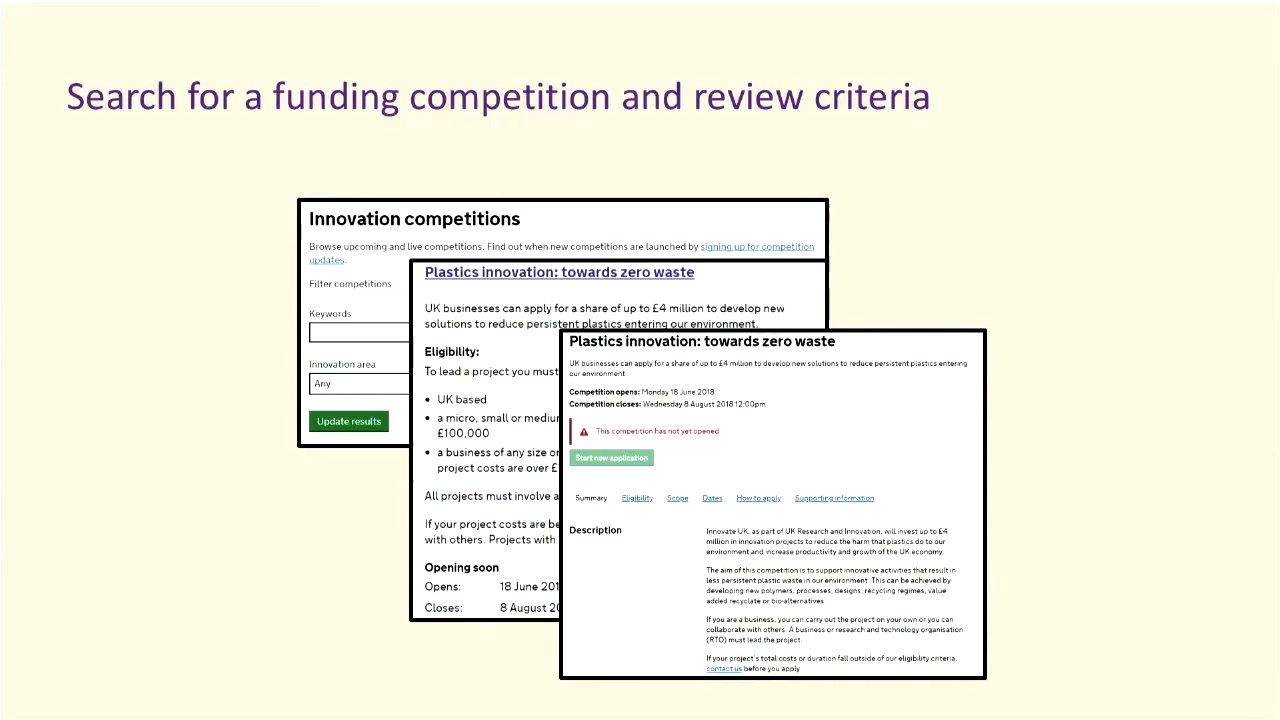 Search for a funding competition and review criteria
Innovation competitions
Browse upcoming and live competitions. Find out when new competitions are launched by signing up for competition
updates.
Filter competitions
Keywords
Innovation area
Any
Update results
Plastics innovation: towards zero waste
UK businesses can apply for a share of up to £4 million to develop new
solutions to reduce persistent plastics entering our environment.
Eligibility:
To lead a project you must
• UK based
• a micro, small or medium
£100,000
• a business of any size or
project costs are over £
All projects must involve a
If your project costs are be
with others. Projects with
Opening soon
Opens: 18 June 201
Closes: 8 August 20
Plastics innovation: towards zero waste
UK businesses can apply for a share of up to £4 million to develop new solutions to reduce persistent plastics entering
our environment
Competition opens: Monday 18 June 2018
Competition closes: Wednesday 8 August 2018 12:00pm
This competition has not yet opened
Start new application
Summary Eligibility Scope Dates How to apply Supporting information
Description
Innovate UK, as part of UK Research and Innovation, will invest up to £4
million in innovation projects to reduce the harm that plastics do to our
environment and increase productivity and growth of the UK economy.
The aim of this competition is to support innovative activities that result in
less persistent plastic waste in our environment. This can be achieved by
developing new polymers, processes, designs, recycling regimes, value
added recyclate or bio-alternatives
If you are a business, you can carry out the project on your own or you can
collaborate with others. A business or research and technology organisation
(RTO) must lead the project.
If your project's total costs or duration fall outside of our eligibility criteria,
contact us before you apply